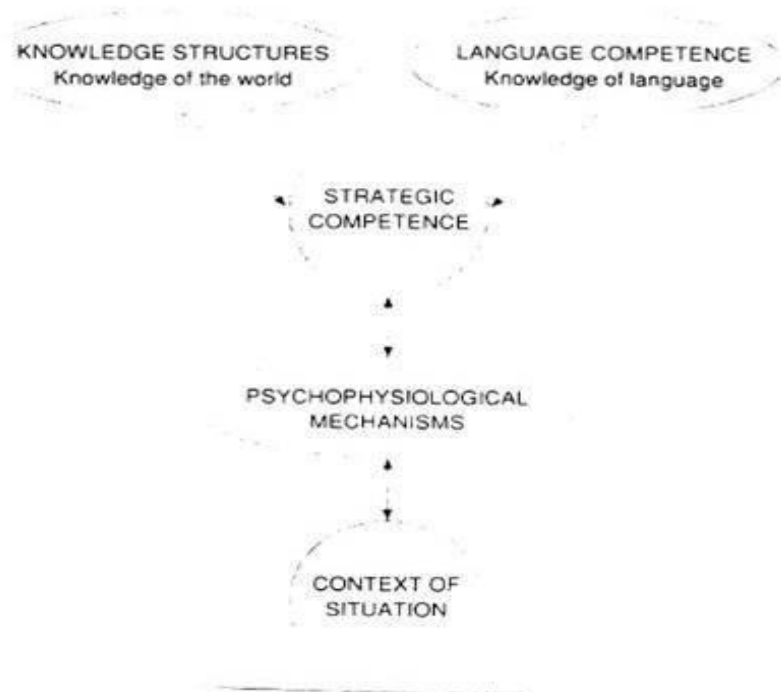 KNOWLEDGE STRUCTURES
Knowledge of the world
LANGUAGE COMPETENCE
Knowledge of language
STRATEGIC
COMPETENCE
PSYCHOPHYSIOLOGICAL
MECHANISMS
CONTEXT OF
SITUATION